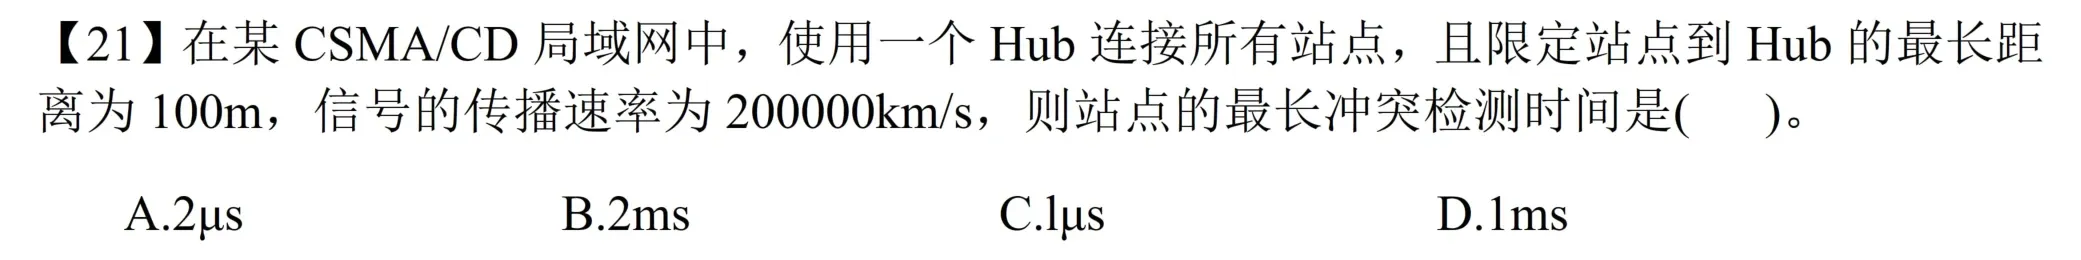 【21】在某 CSMA/CD 局域网中，使用一个 Hub 连接所有站点，且限定站点到 Hub 的最长距
离为 100m，信号的传播速率为 200000km/s，则站点的最长冲突检测时间是(    )。
A.2μs    B.2ms    C.lμs    D.1ms